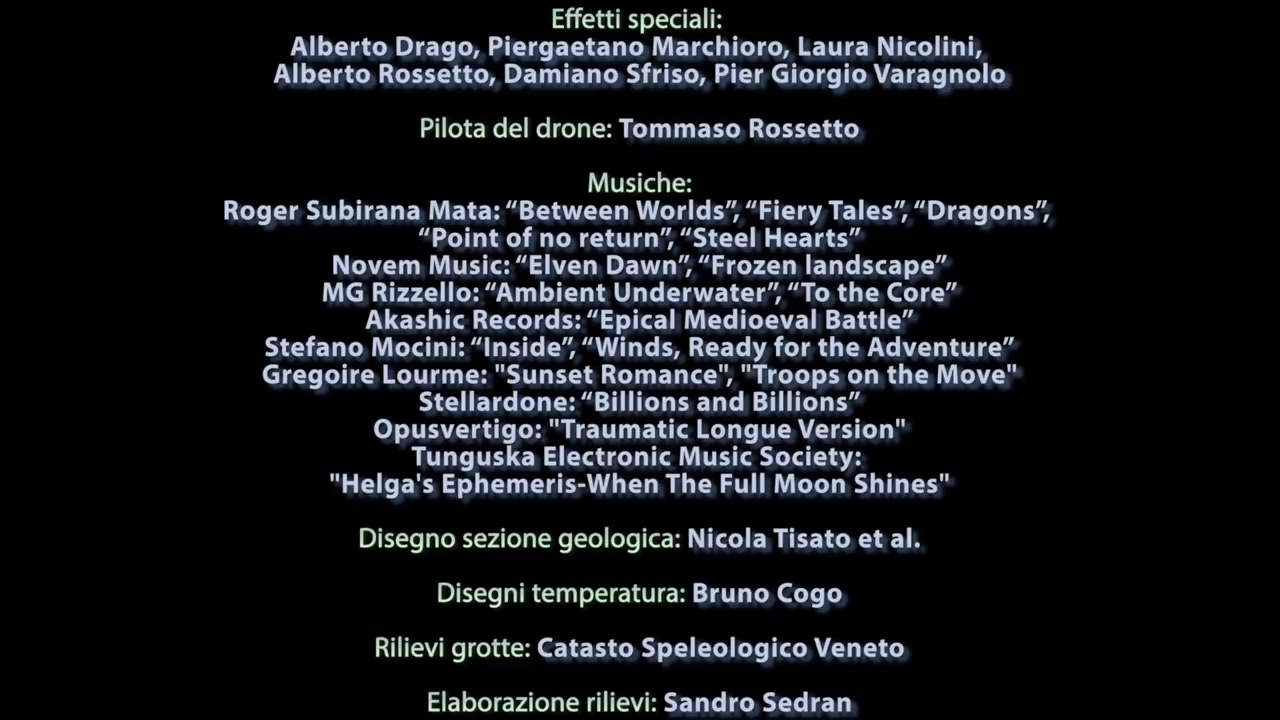 Effetti speciali:
Alberto Drago, Piergaetano Marchioro, Laura Nicolini,
Alberto Rossetto, Damiano Sfriso, Pier Giorgio Varagnolo
Pilota del drone: Tommaso Rossetto
Musiche:
Roger Subirana Mata: “Between Worlds”, “Fiery Tales”, “Dragons”,
“Point of no return”, “Steel Hearts”
Novem Music: “Elven Dawn”, “Frozen landscape”
MG Rizzello: “Ambient Underwater”, “To the Core”
Akashic Records: “Epical Medioeval Battle”
Stefano Mocini: “Inside”, “Winds, Ready for the Adventure”
Gregoire Lourme: "Sunset Romance", "Troops on the Move"
Stellardone: “Billions and Billions”
Opusvertigo: "Traumatic Longue Version"
Tunguska Electronic Music Society:
"Helga's Ephemeris-When The Full Moon Shines"
Disegno sezione geologica: Nicola Tisato et al.
Disegni temperatura: Bruno Cogo
Rilievi grotte: Catasto Speleologico Veneto
Elaborazione rilievi: Sandro Sedran